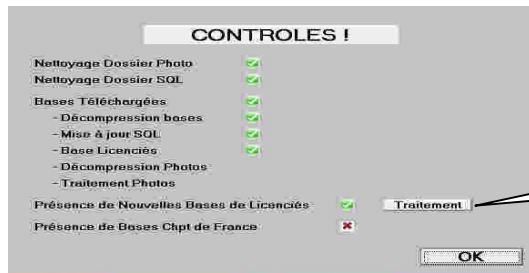 CONTROLES !
Nettoyage Dossier Photo
Nettoyage Dossier SQL
Bases Téléchargées
- Décompression bases
- Mise à jour SQL
- Base Licenciés
- Décompression Photos
- Traitement Photos
Présence de Nouvelles Bases de Licenciés Traitement
Présence de Bases Chpt de France
OK